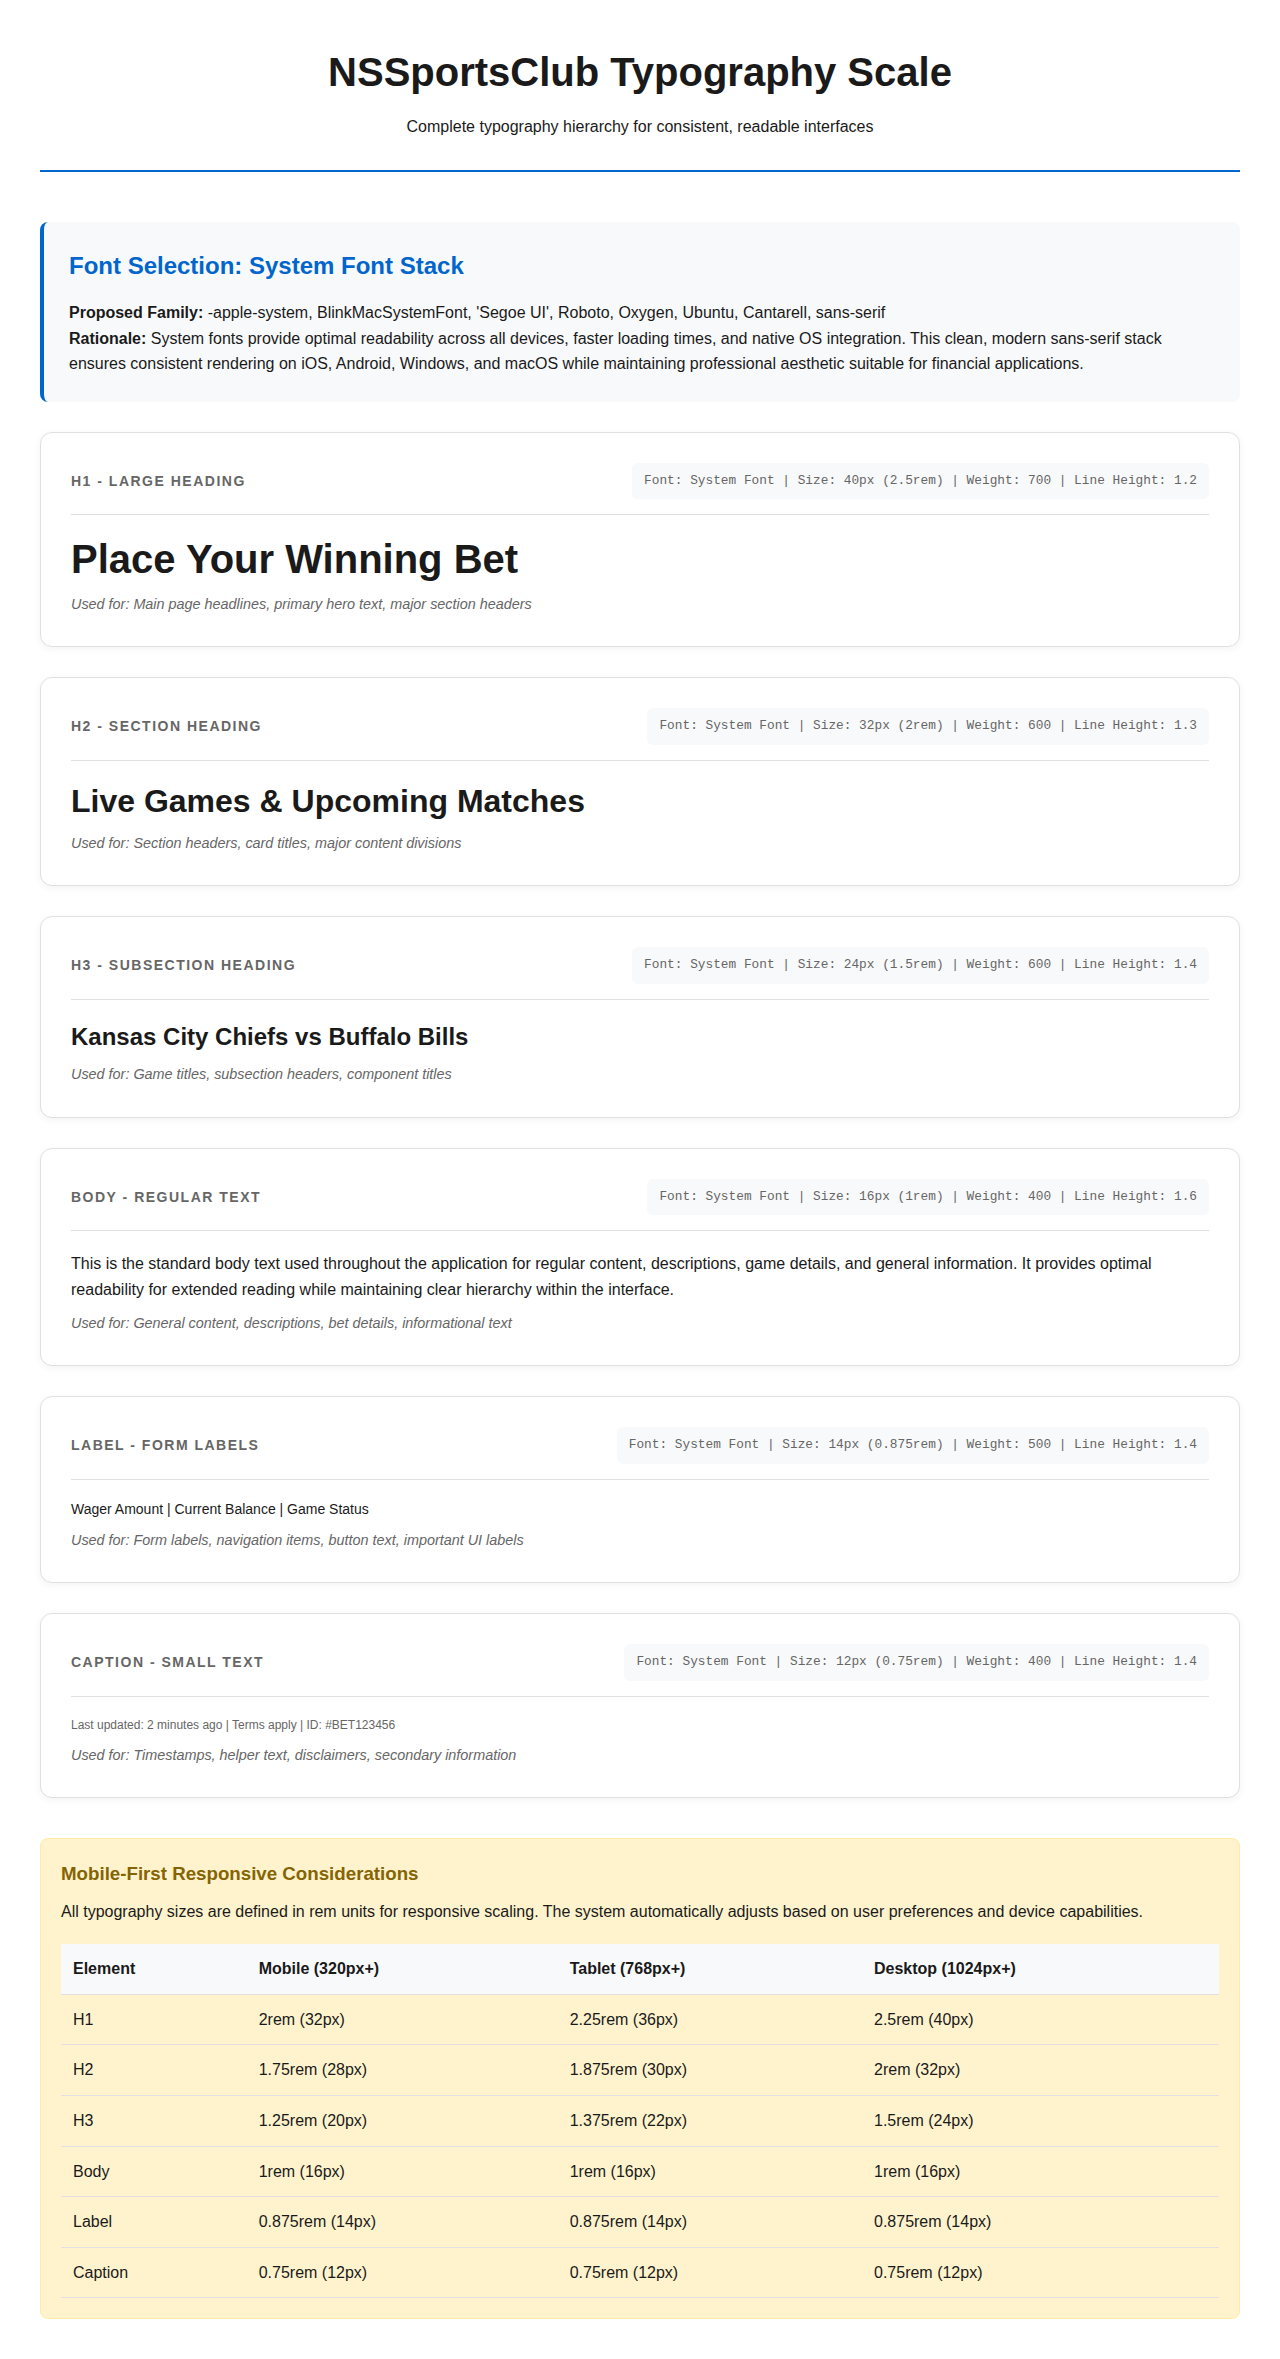 NSSportsClub Typography Scale
Complete typography hierarchy for consistent, readable interfaces
Font Selection: System Font Stack
Proposed Family: -apple-system, BlinkMacSystemFont, 'Segoe UI', Roboto, Oxygen, Ubuntu, Cantarell, sans-serif
Rationale: System fonts provide optimal readability across all devices, faster loading times, and native OS integration. This clean, modern sans-serif stack
ensures consistent rendering on iOS, Android, Windows, and macOS while maintaining professional aesthetic suitable for financial applications.
H1 - LARGE HEADING
Font: System Font | Size: 40px (2.5rem) | Weight: 700 | Line Height: 1.2
Place Your Winning Bet
Used for: Main page headlines, primary hero text, major section headers
H2 - SECTION HEADING
Font: System Font | Size: 32px (2rem) | Weight: 600 | Line Height: 1.3
Live Games & Upcoming Matches
Used for: Section headers, card titles, major content divisions
H3 - SUBSECTION HEADING
Font: System Font | Size: 24px (1.5rem) | Weight: 600 | Line Height: 1.4
Kansas City Chiefs vs Buffalo Bills
Used for: Game titles, subsection headers, component titles
BODY - REGULAR TEXT
Font: System Font | Size: 16px (1rem) | Weight: 400 | Line Height: 1.6
This is the standard body text used throughout the application for regular content, descriptions, game details, and general information. It provides optimal
readability for extended reading while maintaining clear hierarchy within the interface.
Used for: General content, descriptions, bet details, informational text
LABEL - FORM LABELS
Font: System Font | Size: 14px (0.875rem) | Weight: 500 | Line Height: 1.4
Wager Amount | Current Balance | Game Status
Used for: Form labels, navigation items, button text, important UI labels
CAPTION - SMALL TEXT
Font: System Font | Size: 12px (0.75rem) | Weight: 400 | Line Height: 1.4
Last updated: 2 minutes ago | Terms apply | ID: #BET123456
Used for: Timestamps, helper text, disclaimers, secondary information
Mobile-First Responsive Considerations
All typography sizes are defined in rem units for responsive scaling. The system automatically adjusts based on user preferences and device capabilities.
Element Mobile (320px+) Tablet (768px+) Desktop (1024px+)
H1 2rem (32px) 2.25rem (36px) 2.5rem (40px)
H2 1.75rem (28px) 1.875rem (30px) 2rem (32px)
H3 1.25rem (20px) 1.375rem (22px) 1.5rem (24px)
Body 1rem (16px) 1rem (16px) 1rem (16px)
Label 0.875rem (14px) 0.875rem (14px) 0.875rem (14px)
Caption 0.75rem (12px) 0.75rem (12px) 0.75rem (12px)